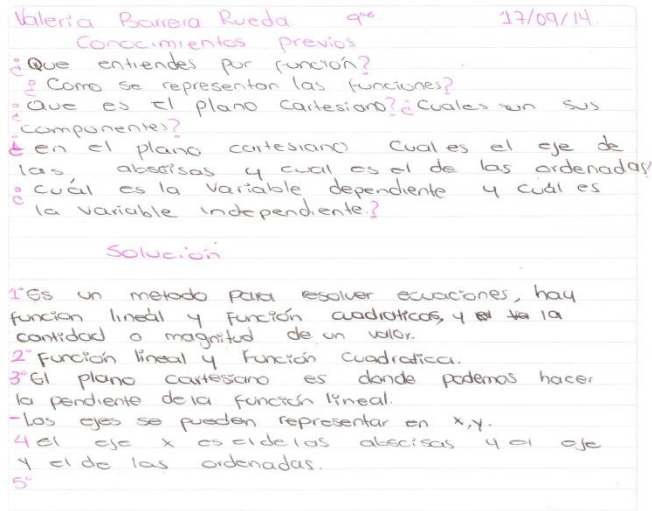 Valeria Barrera Rueda. 9º 17/09/14.
Conocimientos previos
¿Que entiendes por función?
¿Como se representan las funciones?
¿Que es el plano cartesiano? ¿Cuales son sus
componentes?
¿en el plano cartesiano Cual es el eje de
las abscisas y cual es el de las ordenadas?
¿cuál es la variable dependiente y cuál es
la variable independiente.?
Solución
1º Es un metodo para resolver ecuaciones, hay
funcion lineál y función cuadraticas, y la
cantidad o magnitud de un valor.
2º Función lineal y Función Cuadratica.
3º El plano cartesiano es donde podemos hacer
la pendiente de la función lineal.
-Los ejes se pueden representar en x,y.
4 el eje x es el de las abscisas y el eje
y el de las ordenadas.
5º